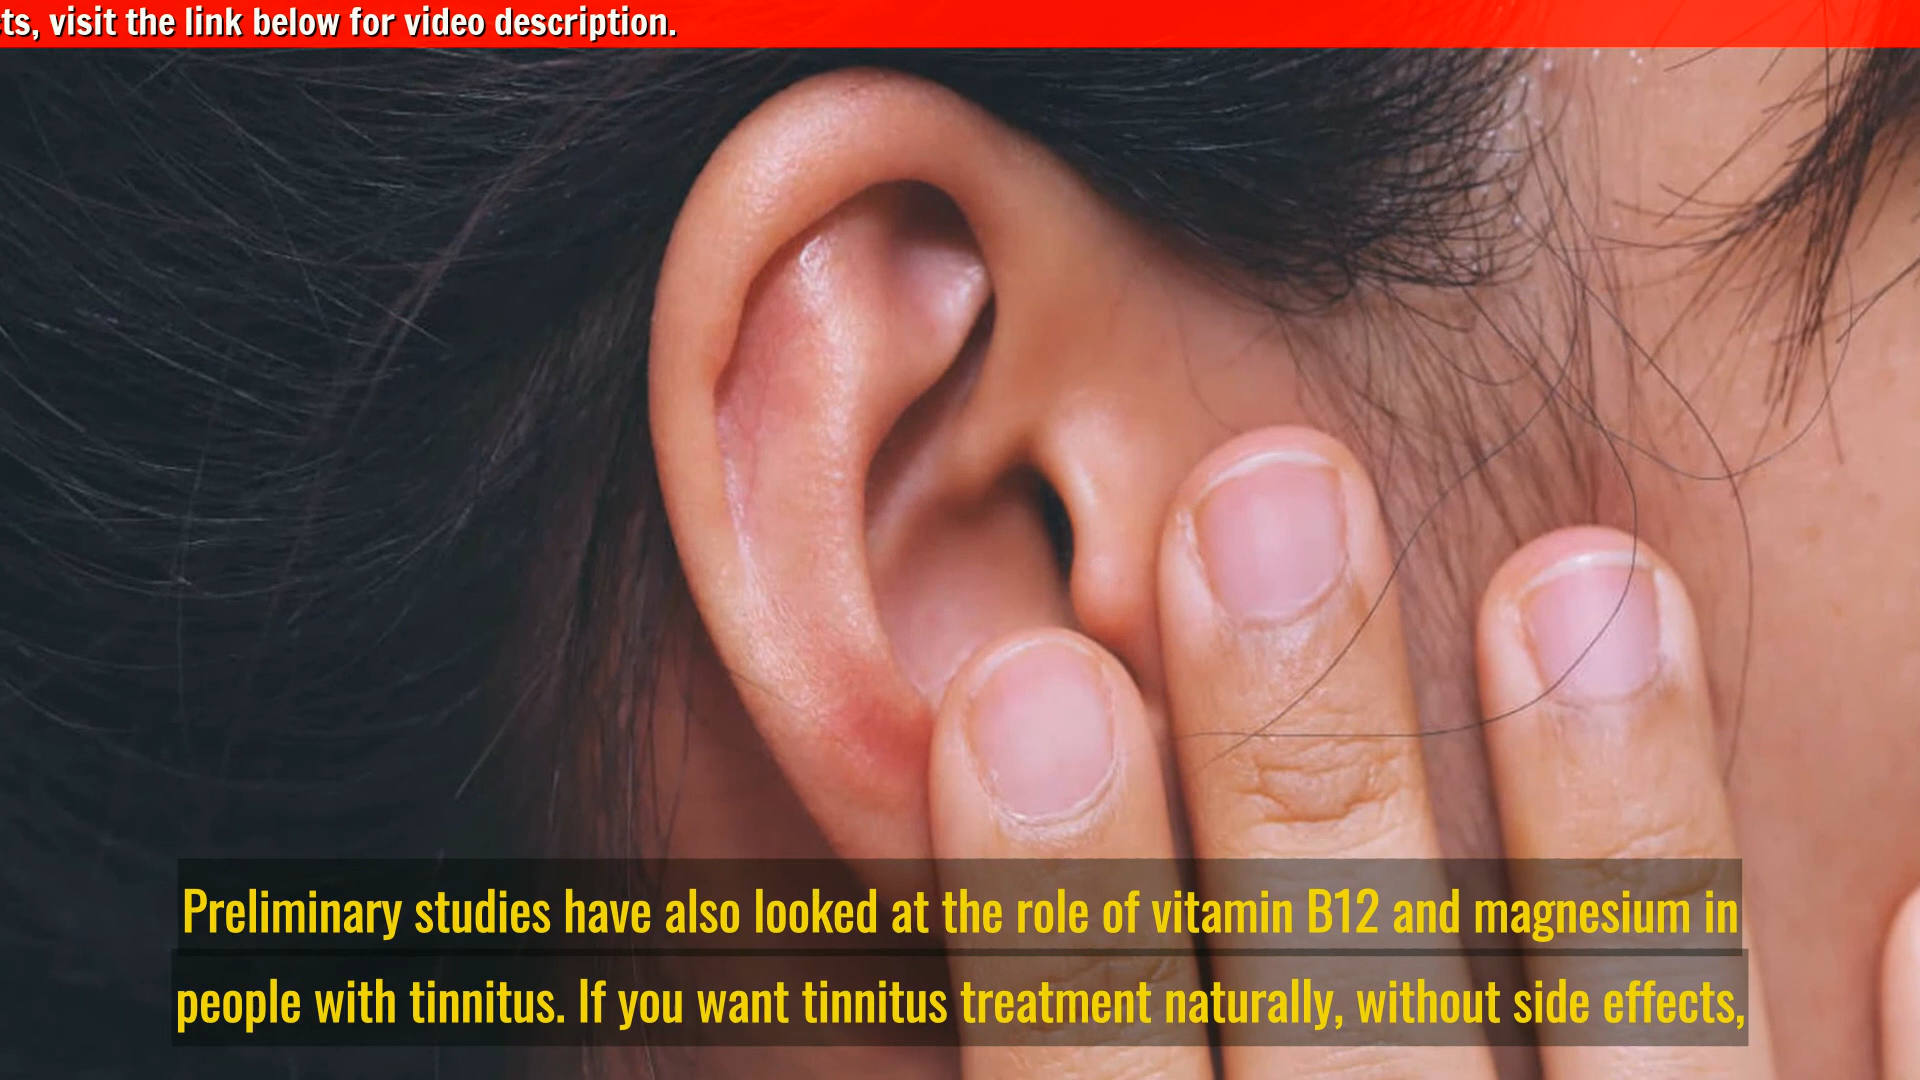 ts, visit the link below for video description.
Preliminary studies have also looked at the role of vitamin B12 and magnesium in
people with tinnitus. If you want tinnitus treatment naturally, without side effects,